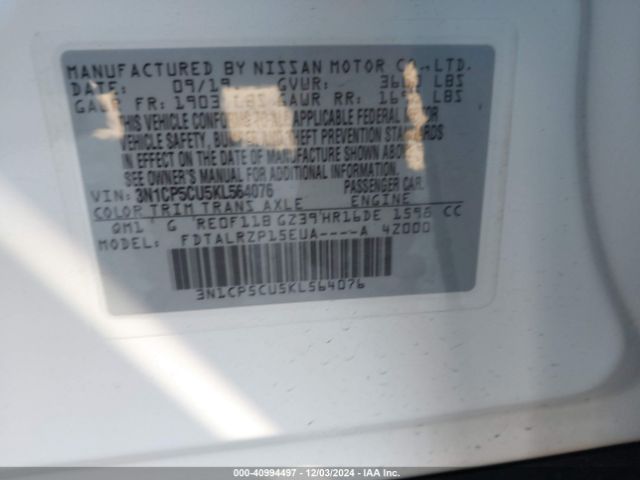 MANUFACTURED BY NISSAN MOTOR CO., LTD.
DATE: 09/19 GVWR: LBS
GAWR FR: 1903 LBS GAWR RR: LBS
THIS VEHICLE CONFORMS TO ALL APPLICABLE FEDERAL MOTOR
VEHICLE SAFETY, BUMPER AND THEFT PREVENTION STANDARDS
IN EFFECT ON THE DATE OF MANUFACTURE SHOWN ABOVE.
SEE OWNER'S MANUAL FOR ADDITIONAL INFORMATION.
VIN: 3N1CP5CU5KL564076 PASSENGER CAR
COLOR TRIM TRANS AXLE ENGINE
QM1 G RE0F11B GZ39 HR16DE 1598 CC
MODEL: FDTALRZP15EUA----A 4Z000
3N1CP5CU5KL564076
000-40994497 - 12/03/2024 - IAA Inc.